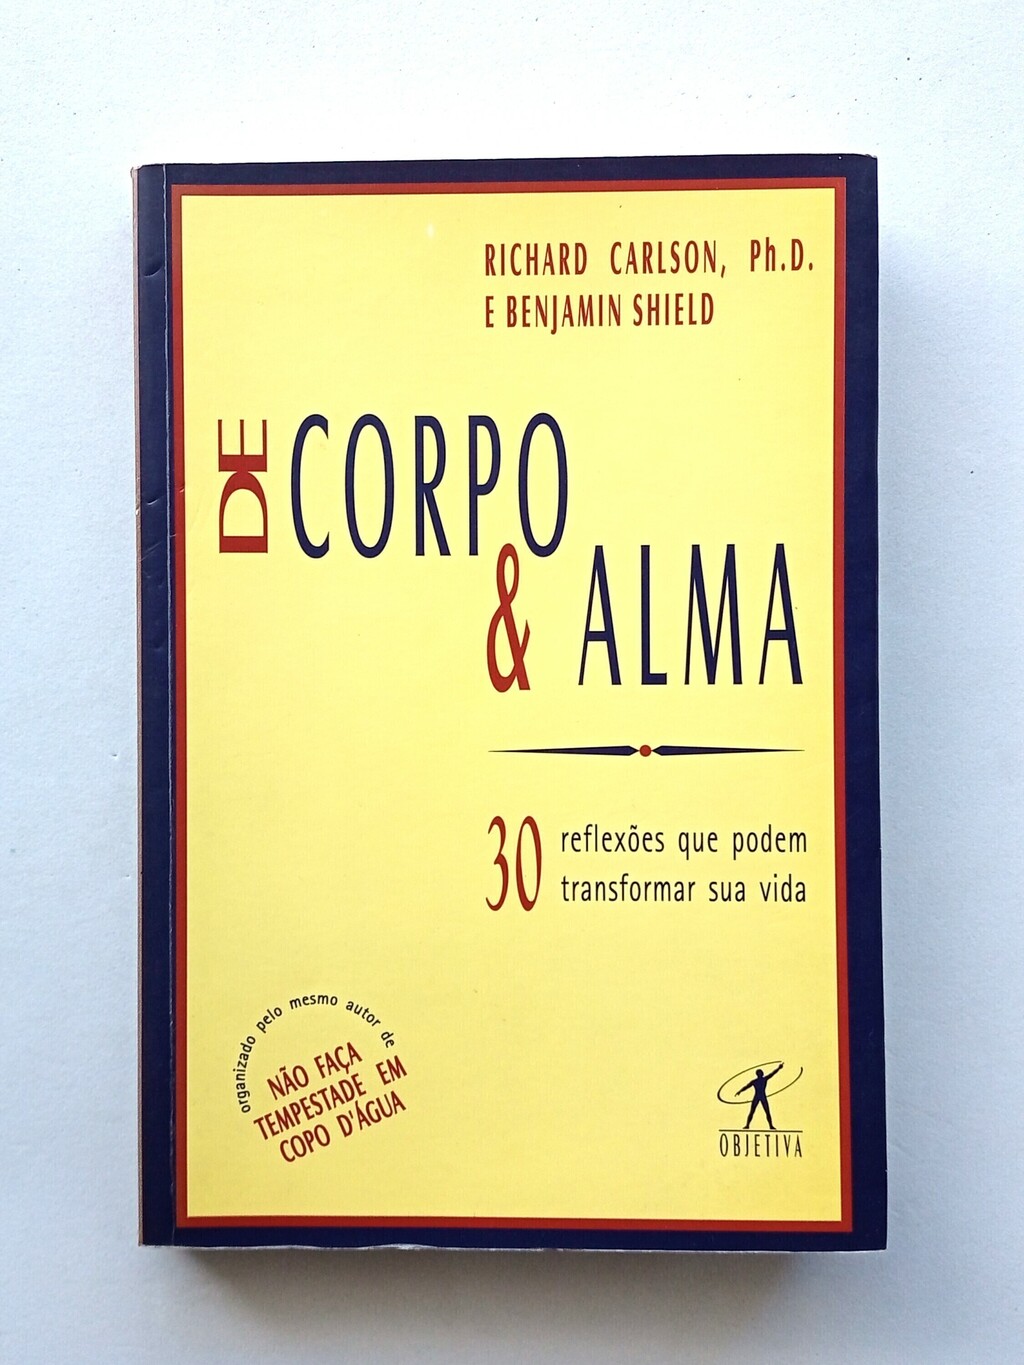 RICHARD CARLSON, Ph.D.
E BENJAMIN SHIELD
DE CORPO
& ALMA
30 reflexões que podem
transformar sua vida
organizado pelo mesmo autor de
NÃO FAÇA
TEMPESTADE EM
COPO D'ÁGUA
OBJETIVA